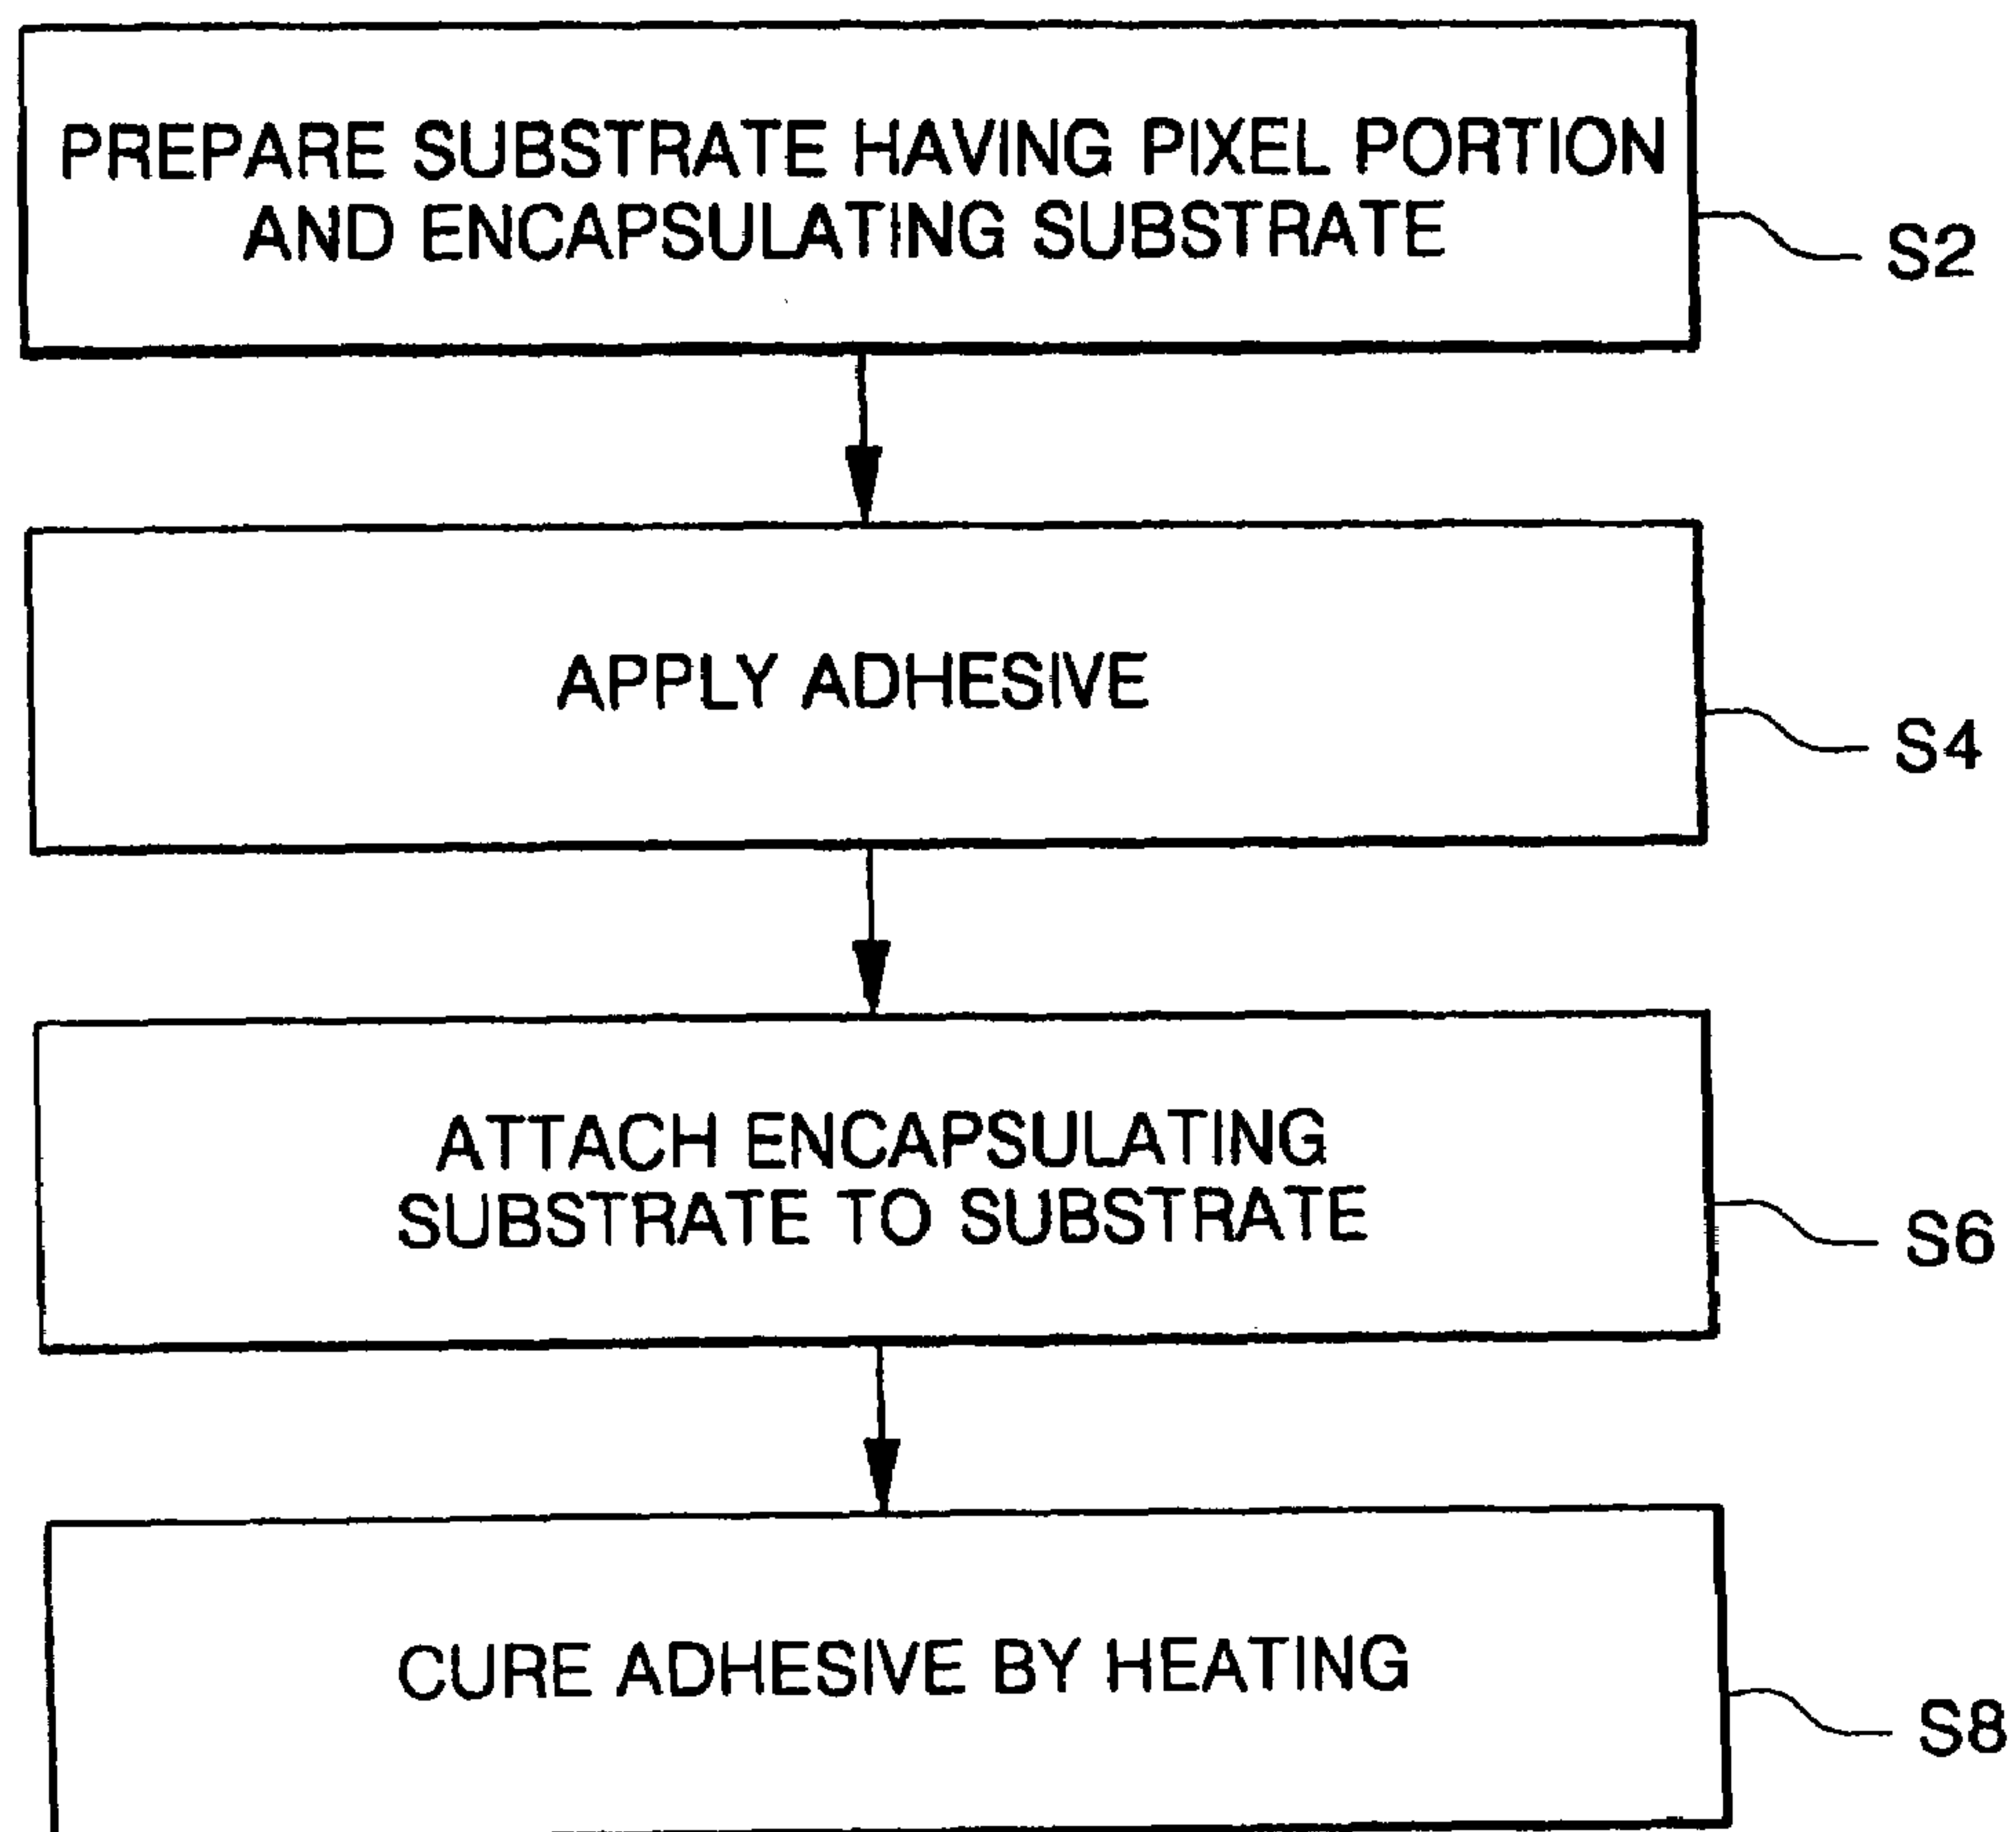 PREPARE SUBSTRATE HAVING PIXEL PORTION
AND ENCAPSULATING SUBSTRATE
S2
APPLY ADHESIVE
S4
ATTACH ENCAPSULATING
SUBSTRATE TO SUBSTRATE
S6
CURE ADHESIVE BY HEATING
S8